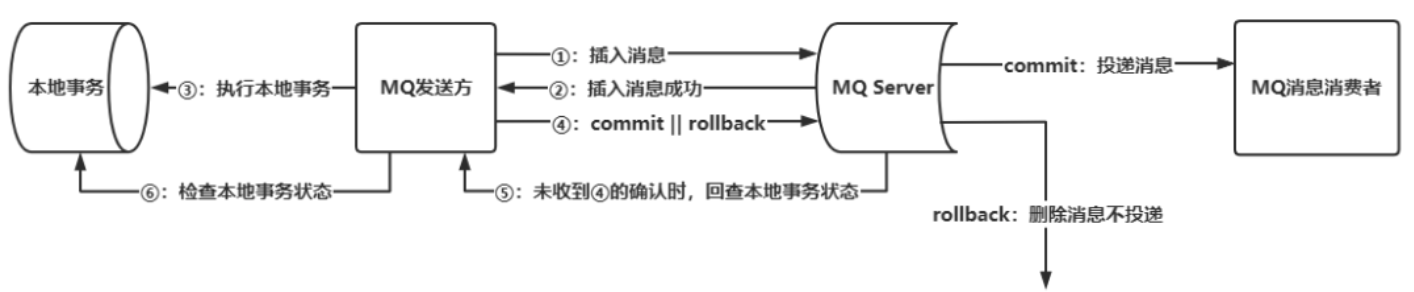 ①：插入消息
commit：投递消息
本地事务
③：执行本地事务
MQ发送方
②：插入消息成功
MQ Server
MQ消息消费者
④：commit || rollback
⑥：检查本地事务状态
⑤：未收到④的确认时，回查本地事务状态
rollback：删除消息不投递